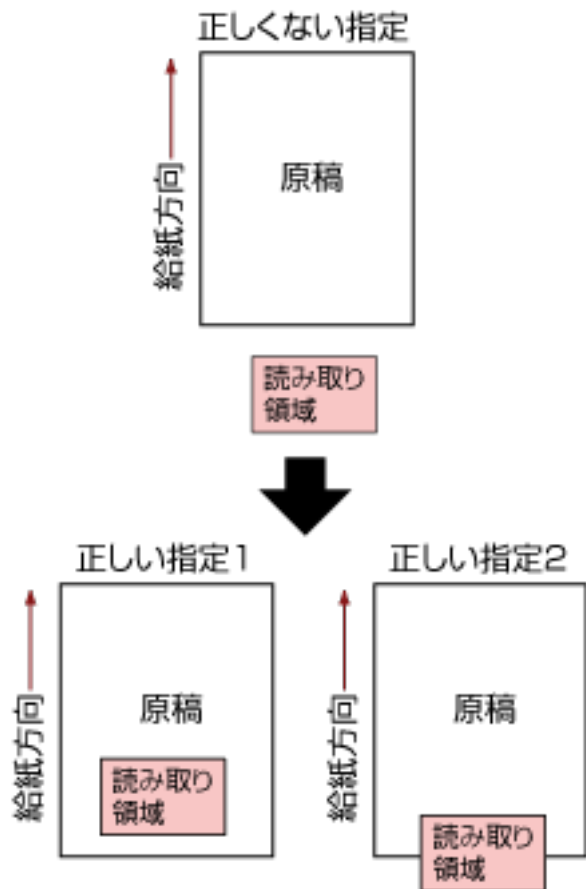 正しくない指定
給紙方向
原稿
読み取り
領域
正しい指定1
正しい指定2
給紙方向
原稿
読み取り
領域
給紙方向
原稿
読み取り
領域